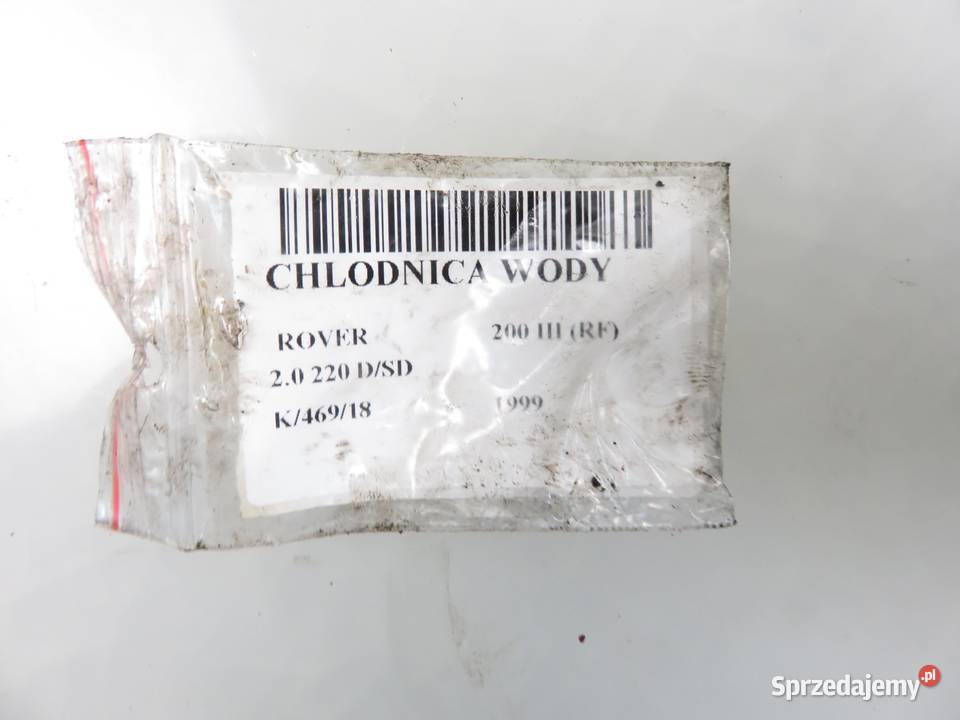 CHLODNICA WODY
ROVER 200 III (RF)
2.0 220 D/SD
K/469/18 1999
Sprzedajemy.pl